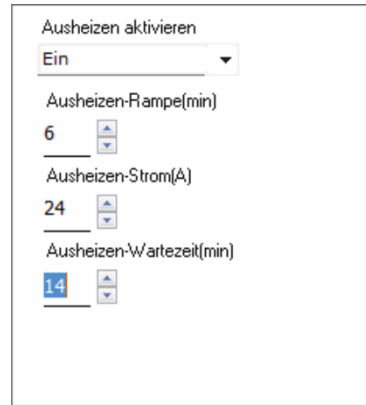 Ausheizen aktivieren
Ein
Ausheizen-Rampe(min)
6
Ausheizen-Strom(A)
24
Ausheizen-Wartezeit(min)
14